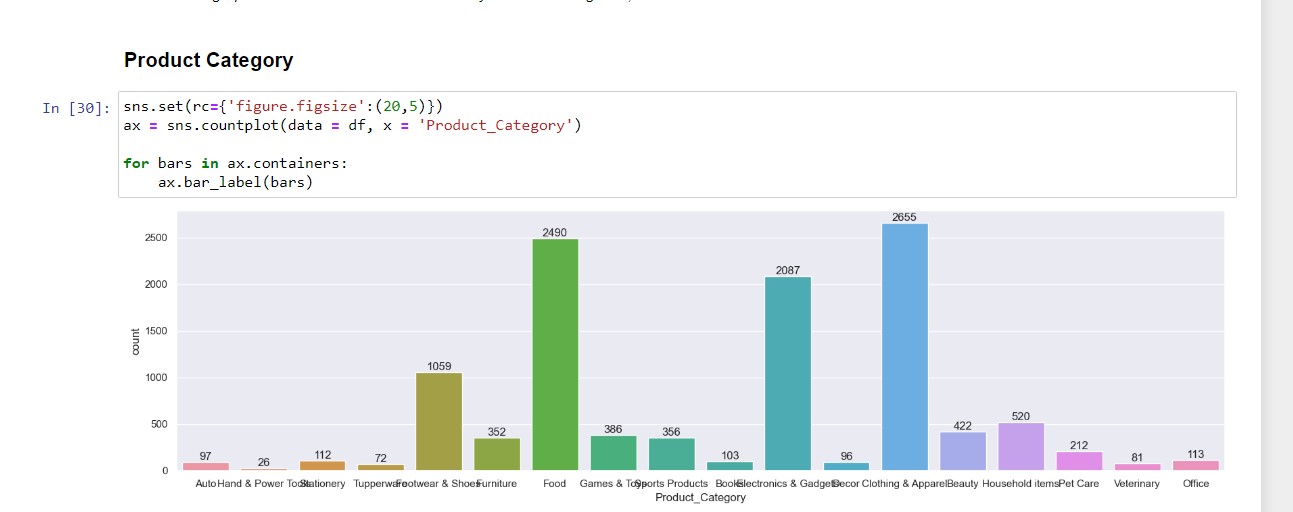 Product Category
In [30]:
sns.set(rc={'figure.figsize':(20,5)})
ax = sns.countplot(data = df, x = 'Product_Category')
for bars in ax.containers:
    ax.bar_label(bars)
2655
2490
2500
2087
2000
1500
count
1059
1000
520
500
422
386
356
352
212
97
26
112
72
103
96
81
113
0
Auto Hand & Power Tools Stationery Tupperware Footwear & Shoes Furniture Food Games & Toys Sports Products Books Electronics & Gadgets Decor Clothing & Apparel Beauty Household items Pet Care Veterinary Office
Product_Category